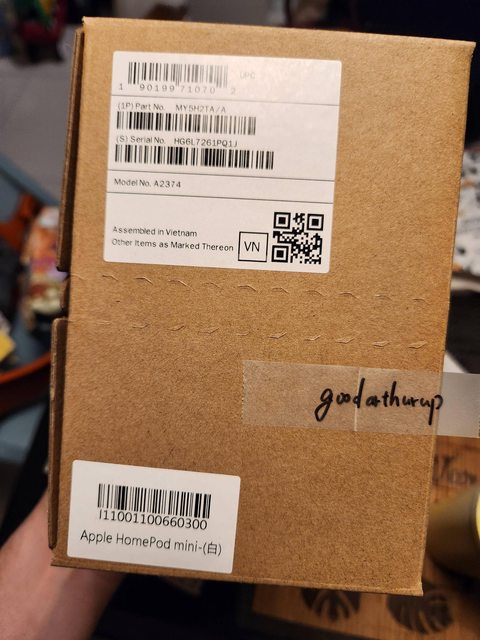 UPC
1 90199 71070 2
(1P) Part No. MY5H2TA/A
(S) Serial No. HG6L7261PQ1J
Model No. A2374
Assembled in Vietnam
Other Items as Marked Thereon
VN
goodarthurup
I11001100660300
Apple HomePod mini-(白)